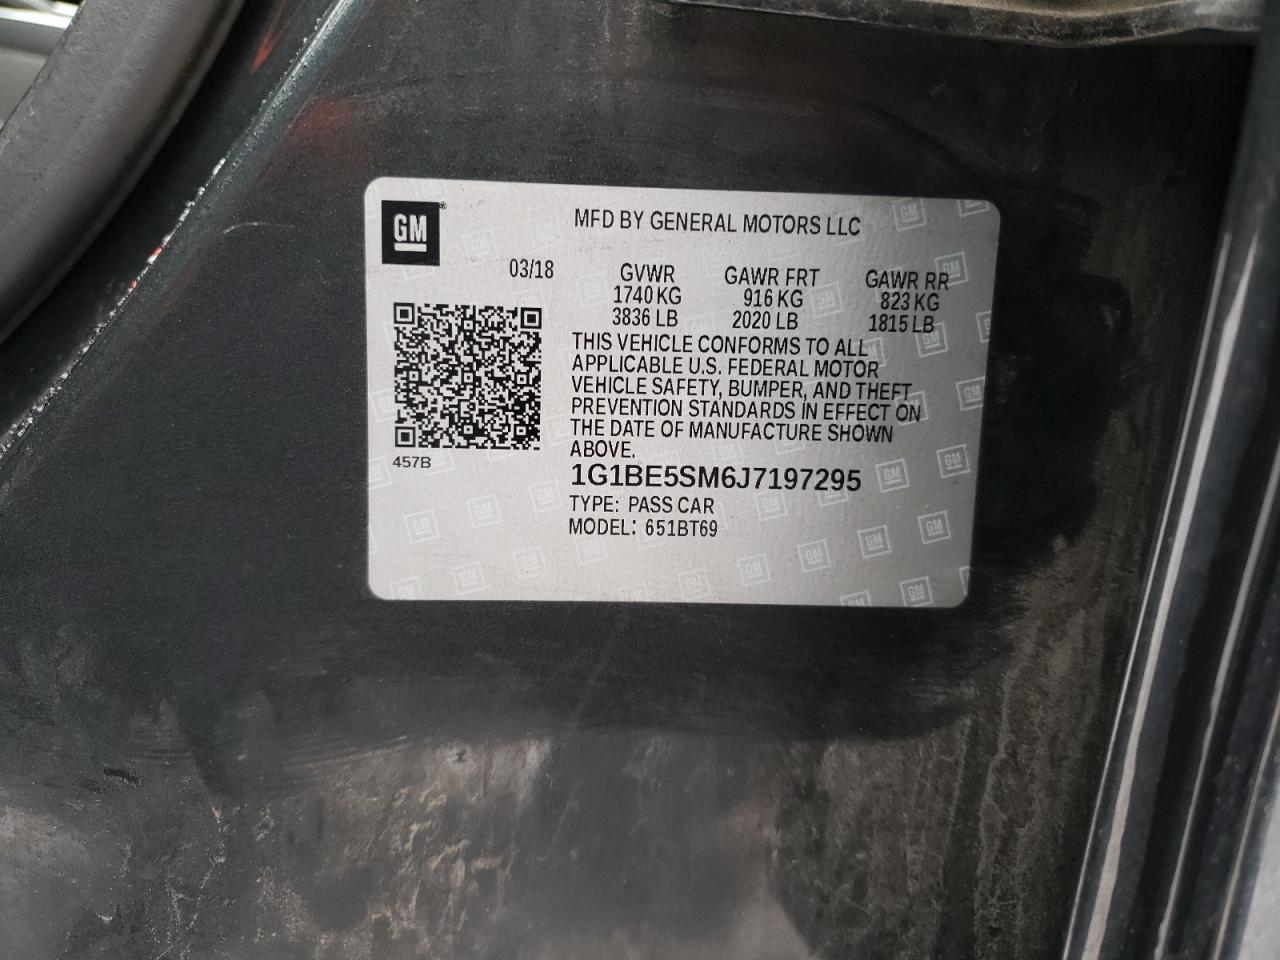 GM®
MFD BY GENERAL MOTORS LLC
03/18
GVWR GAWR FRT GAWR RR
1740 KG 916 KG 823 KG
3836 LB 2020 LB 1815 LB
THIS VEHICLE CONFORMS TO ALL
APPLICABLE U.S. FEDERAL MOTOR
VEHICLE SAFETY, BUMPER, AND THEFT
PREVENTION STANDARDS IN EFFECT ON
THE DATE OF MANUFACTURE SHOWN
ABOVE.
457B
1G1BE5SM6J7197295
TYPE: PASS CAR
MODEL: 651BT69